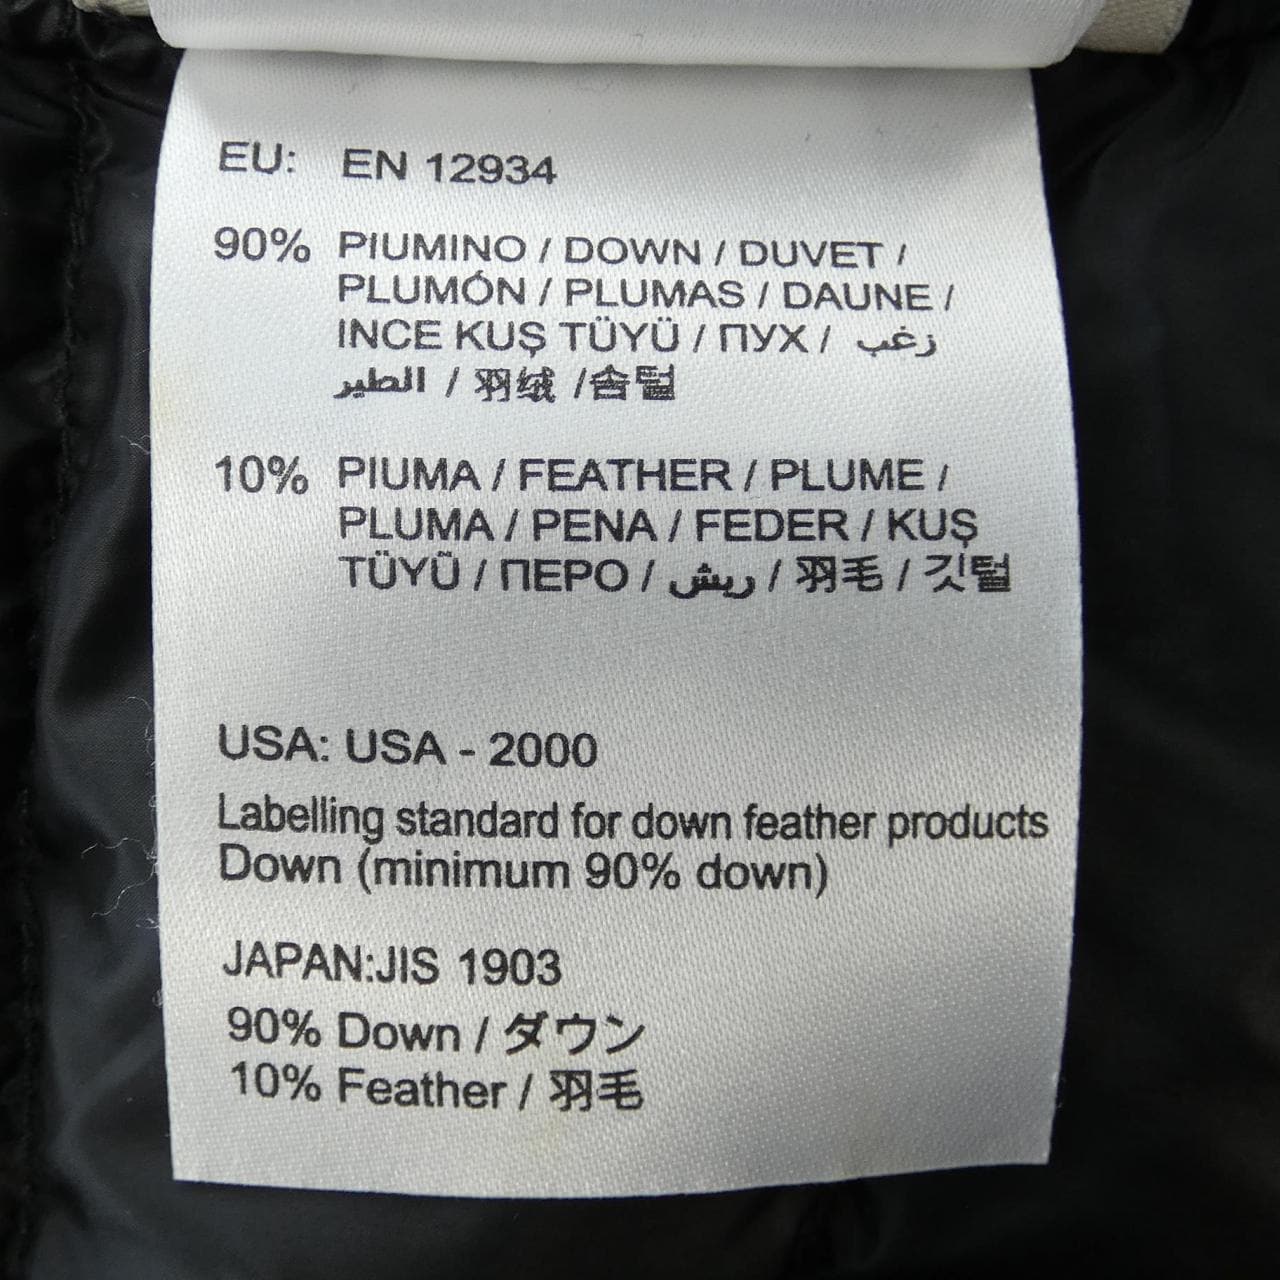 EU: EN 12934
90% PIUMINO / DOWN / DUVET /
PLUMÓN / PLUMAS / DAUNE /
INCE KUŞ TÜYÜ / ПУХ / زغب
الطير / 羽绒 /솜털
10% PIUMA / FEATHER / PLUME /
PLUMA / PENA / FEDER / KUŞ
TÜYÜ / ПЕРО / ريش / 羽毛 / 깃털
USA: USA - 2000
Labelling standard for down feather products
Down (minimum 90% down)
JAPAN:JIS 1903
90% Down / ダウン
10% Feather / 羽毛